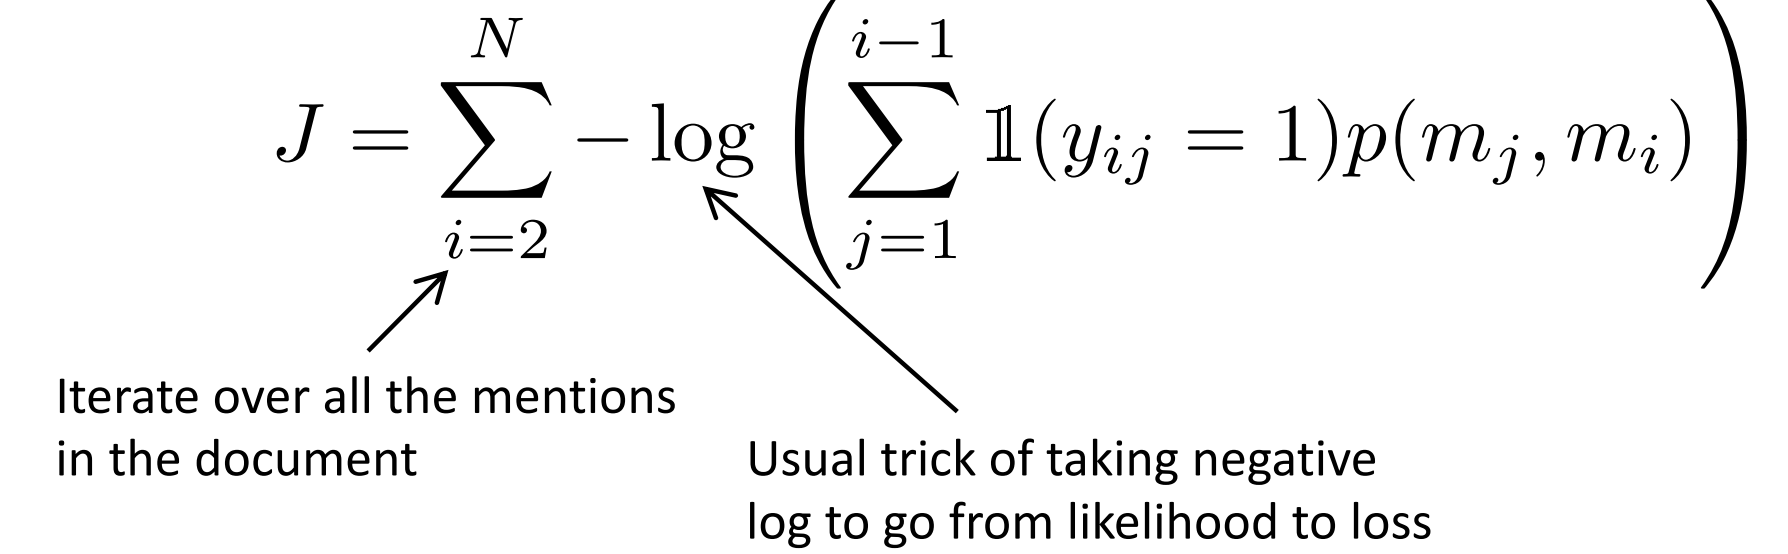 J = \sum_{i=2}^{N} -\log\left(\sum_{j=1}^{i-1} \mathbb{1}(y_{ij} = 1)p(m_j, m_i)\right)
Iterate over all the mentions
in the document
Usual trick of taking negative
log to go from likelihood to loss